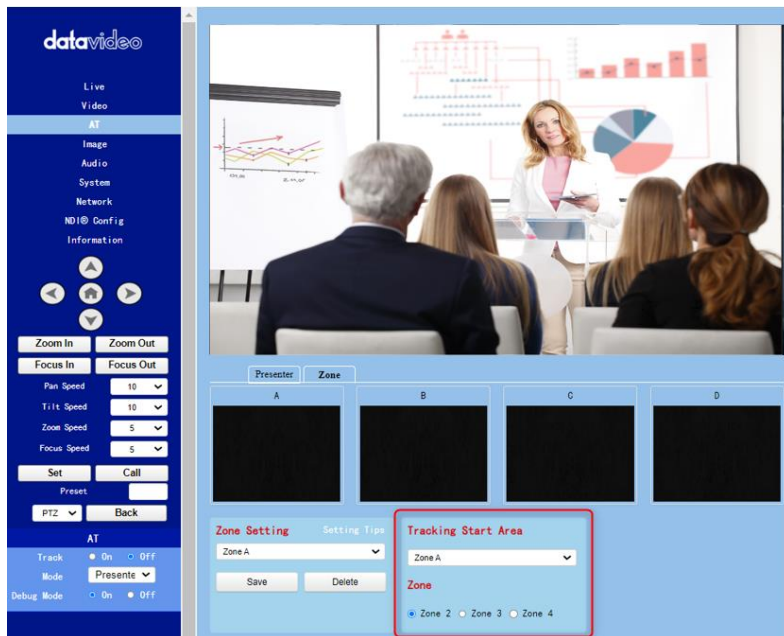 datavideo
Live
Video
AT
Image
Audio
System
Network
NDI® Config
Information
Zoom In Zoom Out
Focus In Focus Out
Pan Speed 10
Tilt Speed 10
Zoom Speed 5
Focus Speed 5
Set Call
Preset
PTZ Back
AT
Track On Off
Mode Presente
Debug Mode On Off
Presenter Zone
A B C D
Zone Setting Setting Tips
Zone A
Save Delete
Tracking Start Area
Zone A
Zone
Zone 2 Zone 3 Zone 4